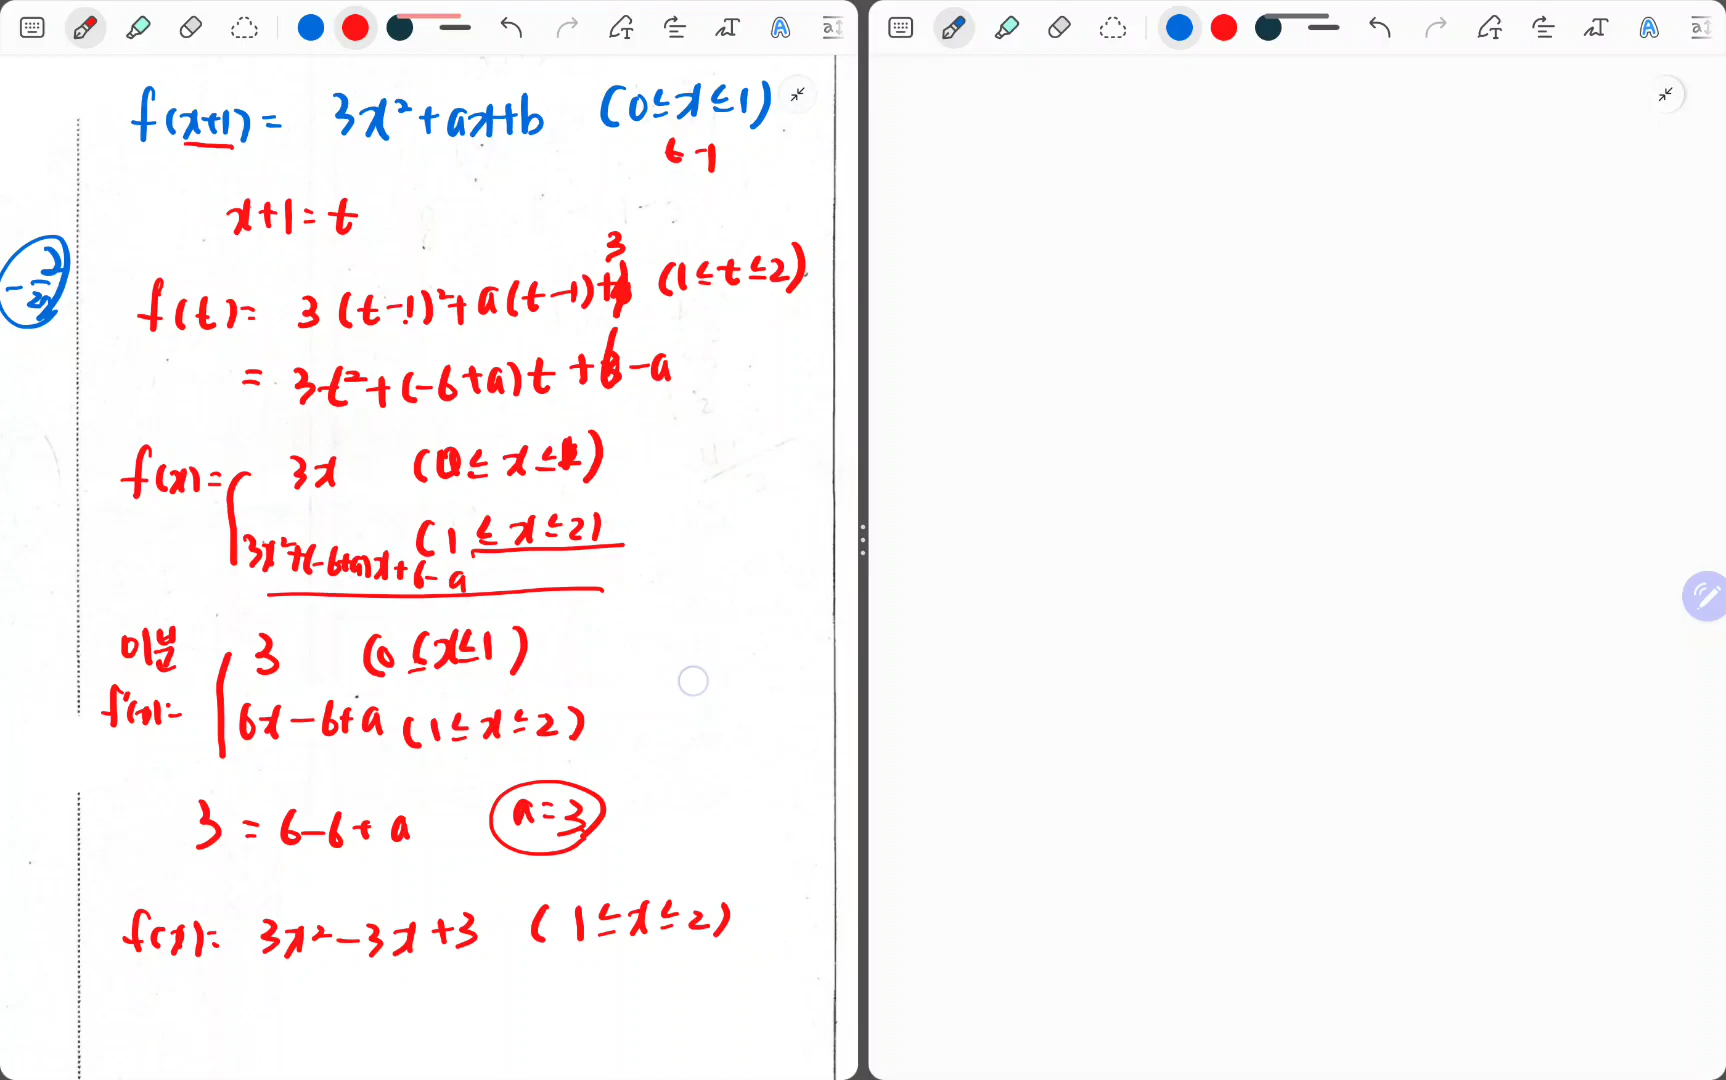 f(x+1) = 3x²+ax+b (0≤x≤1)
t-1
x+1=t
3
f(t)= 3(t-1)²+a(t-1)+ (1≤t≤2)
= 3t²+(-6+a)t+6-a
f(x)= 3x (0≤x≤1)
3x²+(-6+a)x+6-a (1≤x≤2)
미분 3 (0≤x≤1)
f'(x)= 6x-6+a (1≤x≤2)
3 = 6-6+a a=3
f(x)= 3x²-3x+3 (1≤x≤2)